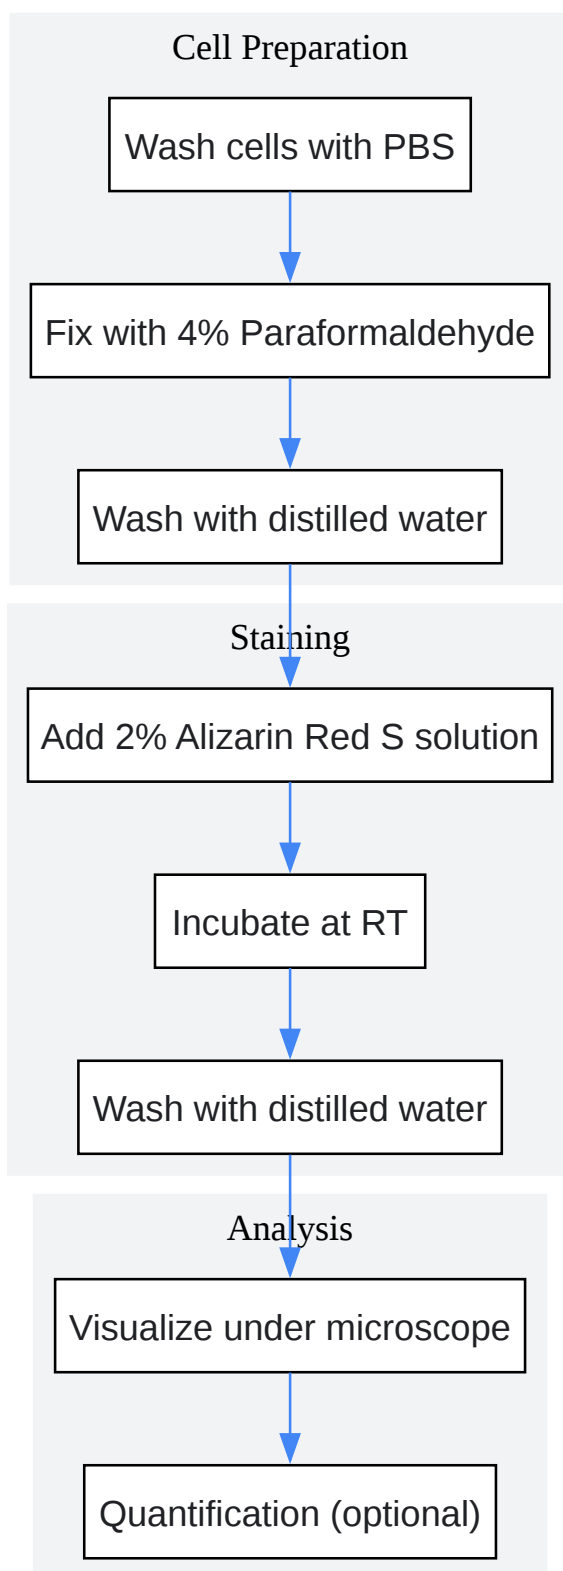 Cell Preparation
Wash cells with PBS
Fix with 4% Paraformaldehyde
Wash with distilled water
Staining
Add 2% Alizarin Red S solution
Incubate at RT
Wash with distilled water
Analysis
Visualize under microscope
Quantification (optional)